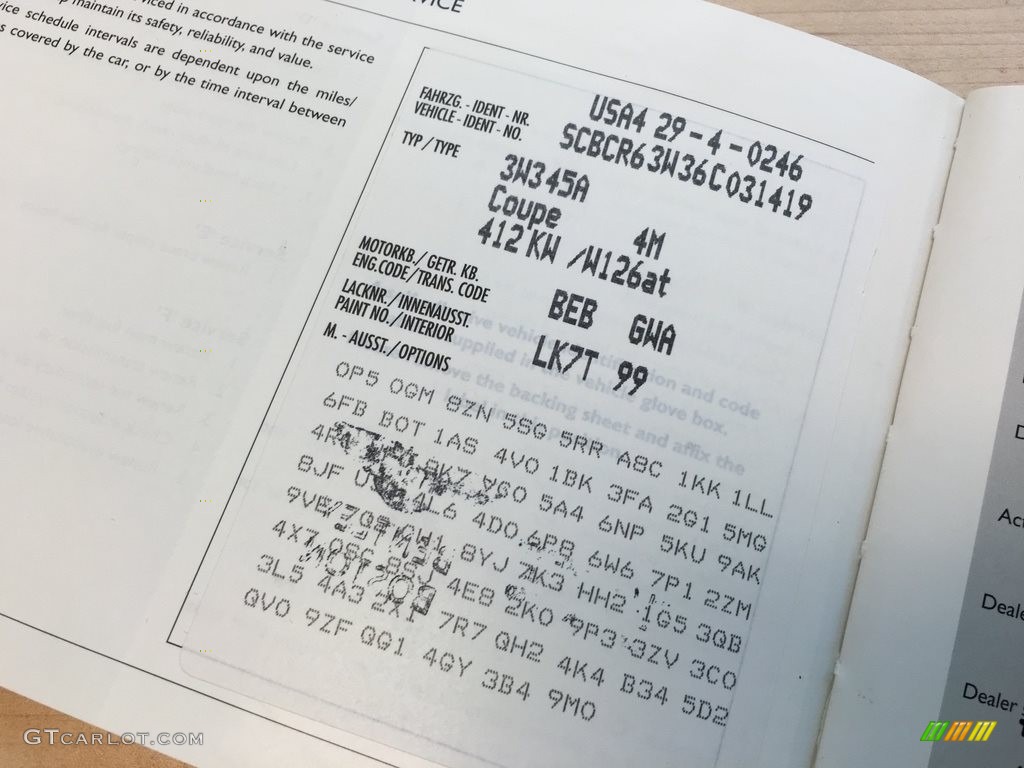 RVICE
viced in accordance with the service
maintain its safety, reliability, and value.
vice schedule intervals are dependent upon the miles/
s covered by the car, or by the time interval between
USA4 29-4-0246
FAHRZG. - IDENT - NR.
VEHICLE - IDENT - NO.
SCBCR63W36C031419
TYP / TYPE
3W345A
Coupe 4M
412 KW /W126at
MOTORKB./ GETR. KB.
ENG.CODE/TRANS. CODE
BEB GWA
LACKNR./INNENAUSST.
PAINT NO./INTERIOR
LK7T 99
M. - AUSST./OPTIONS
0P5 0GM 8ZN 5SG 5RR A8C 1KK 1LL
6FB B0T 1AS 4V0 1BK 3FA 2G1 5MG
8KZ 5A4 6NP 5KU 9AK
8JF 4L6 4D0 6P8 6W6 7P1 2ZM
9VE 8YJ 7K3 HH2 1G5 3QB
4X7 4E8 2K0 9P3 3ZV 3C0
3L5 4A3 2X1 7R7 QH2 4K4 B34 5D2
QV0 9ZF QG1 4GY 3B4 9M0
Deale
Dealer
GTCARLOT.COM